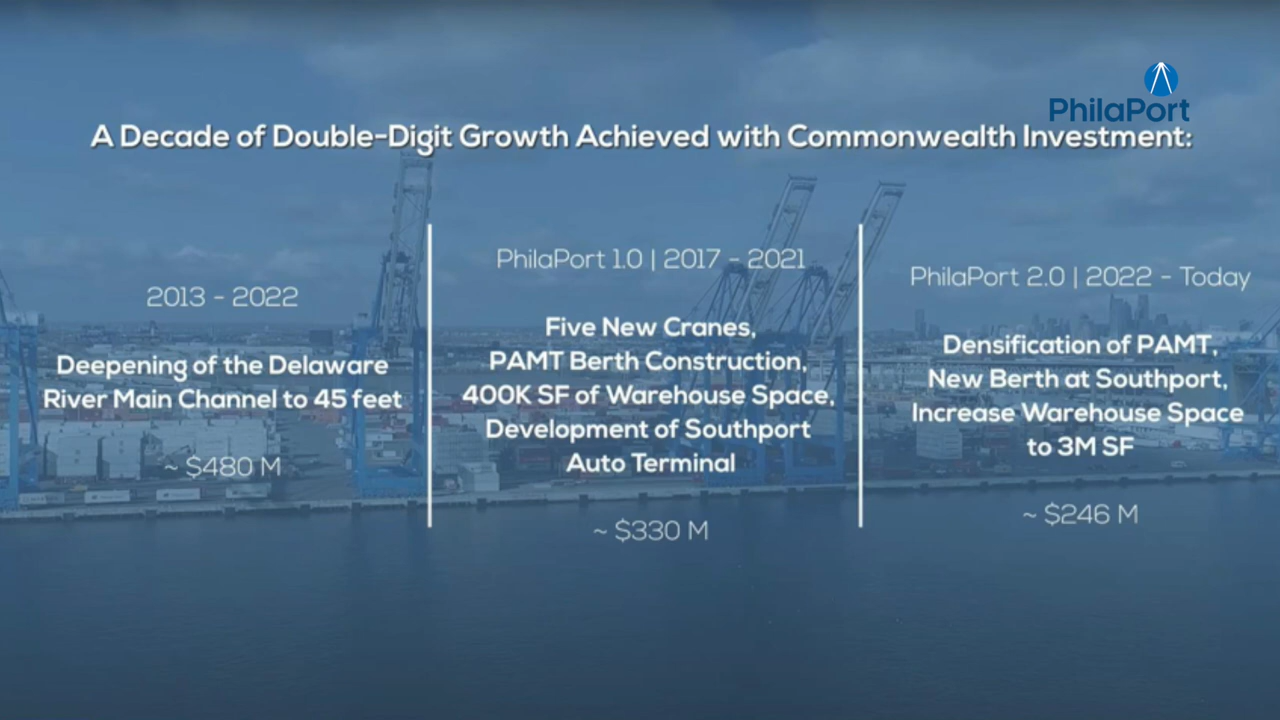 PhilaPort
A Decade of Double-Digit Growth Achieved with Commonwealth Investment:
2013 - 2022
Deepening of the Delaware
River Main Channel to 45 feet
~ $480 M
PhilaPort 1.0 | 2017 - 2021
Five New Cranes,
PAMT Berth Construction,
400K SF of Warehouse Space,
Development of Southport
Auto Terminal
~ $330 M
PhilaPort 2.0 | 2022 - Today
Densification of PAMT,
New Berth at Southport,
Increase Warehouse Space
to 3M SF
~ $246 M